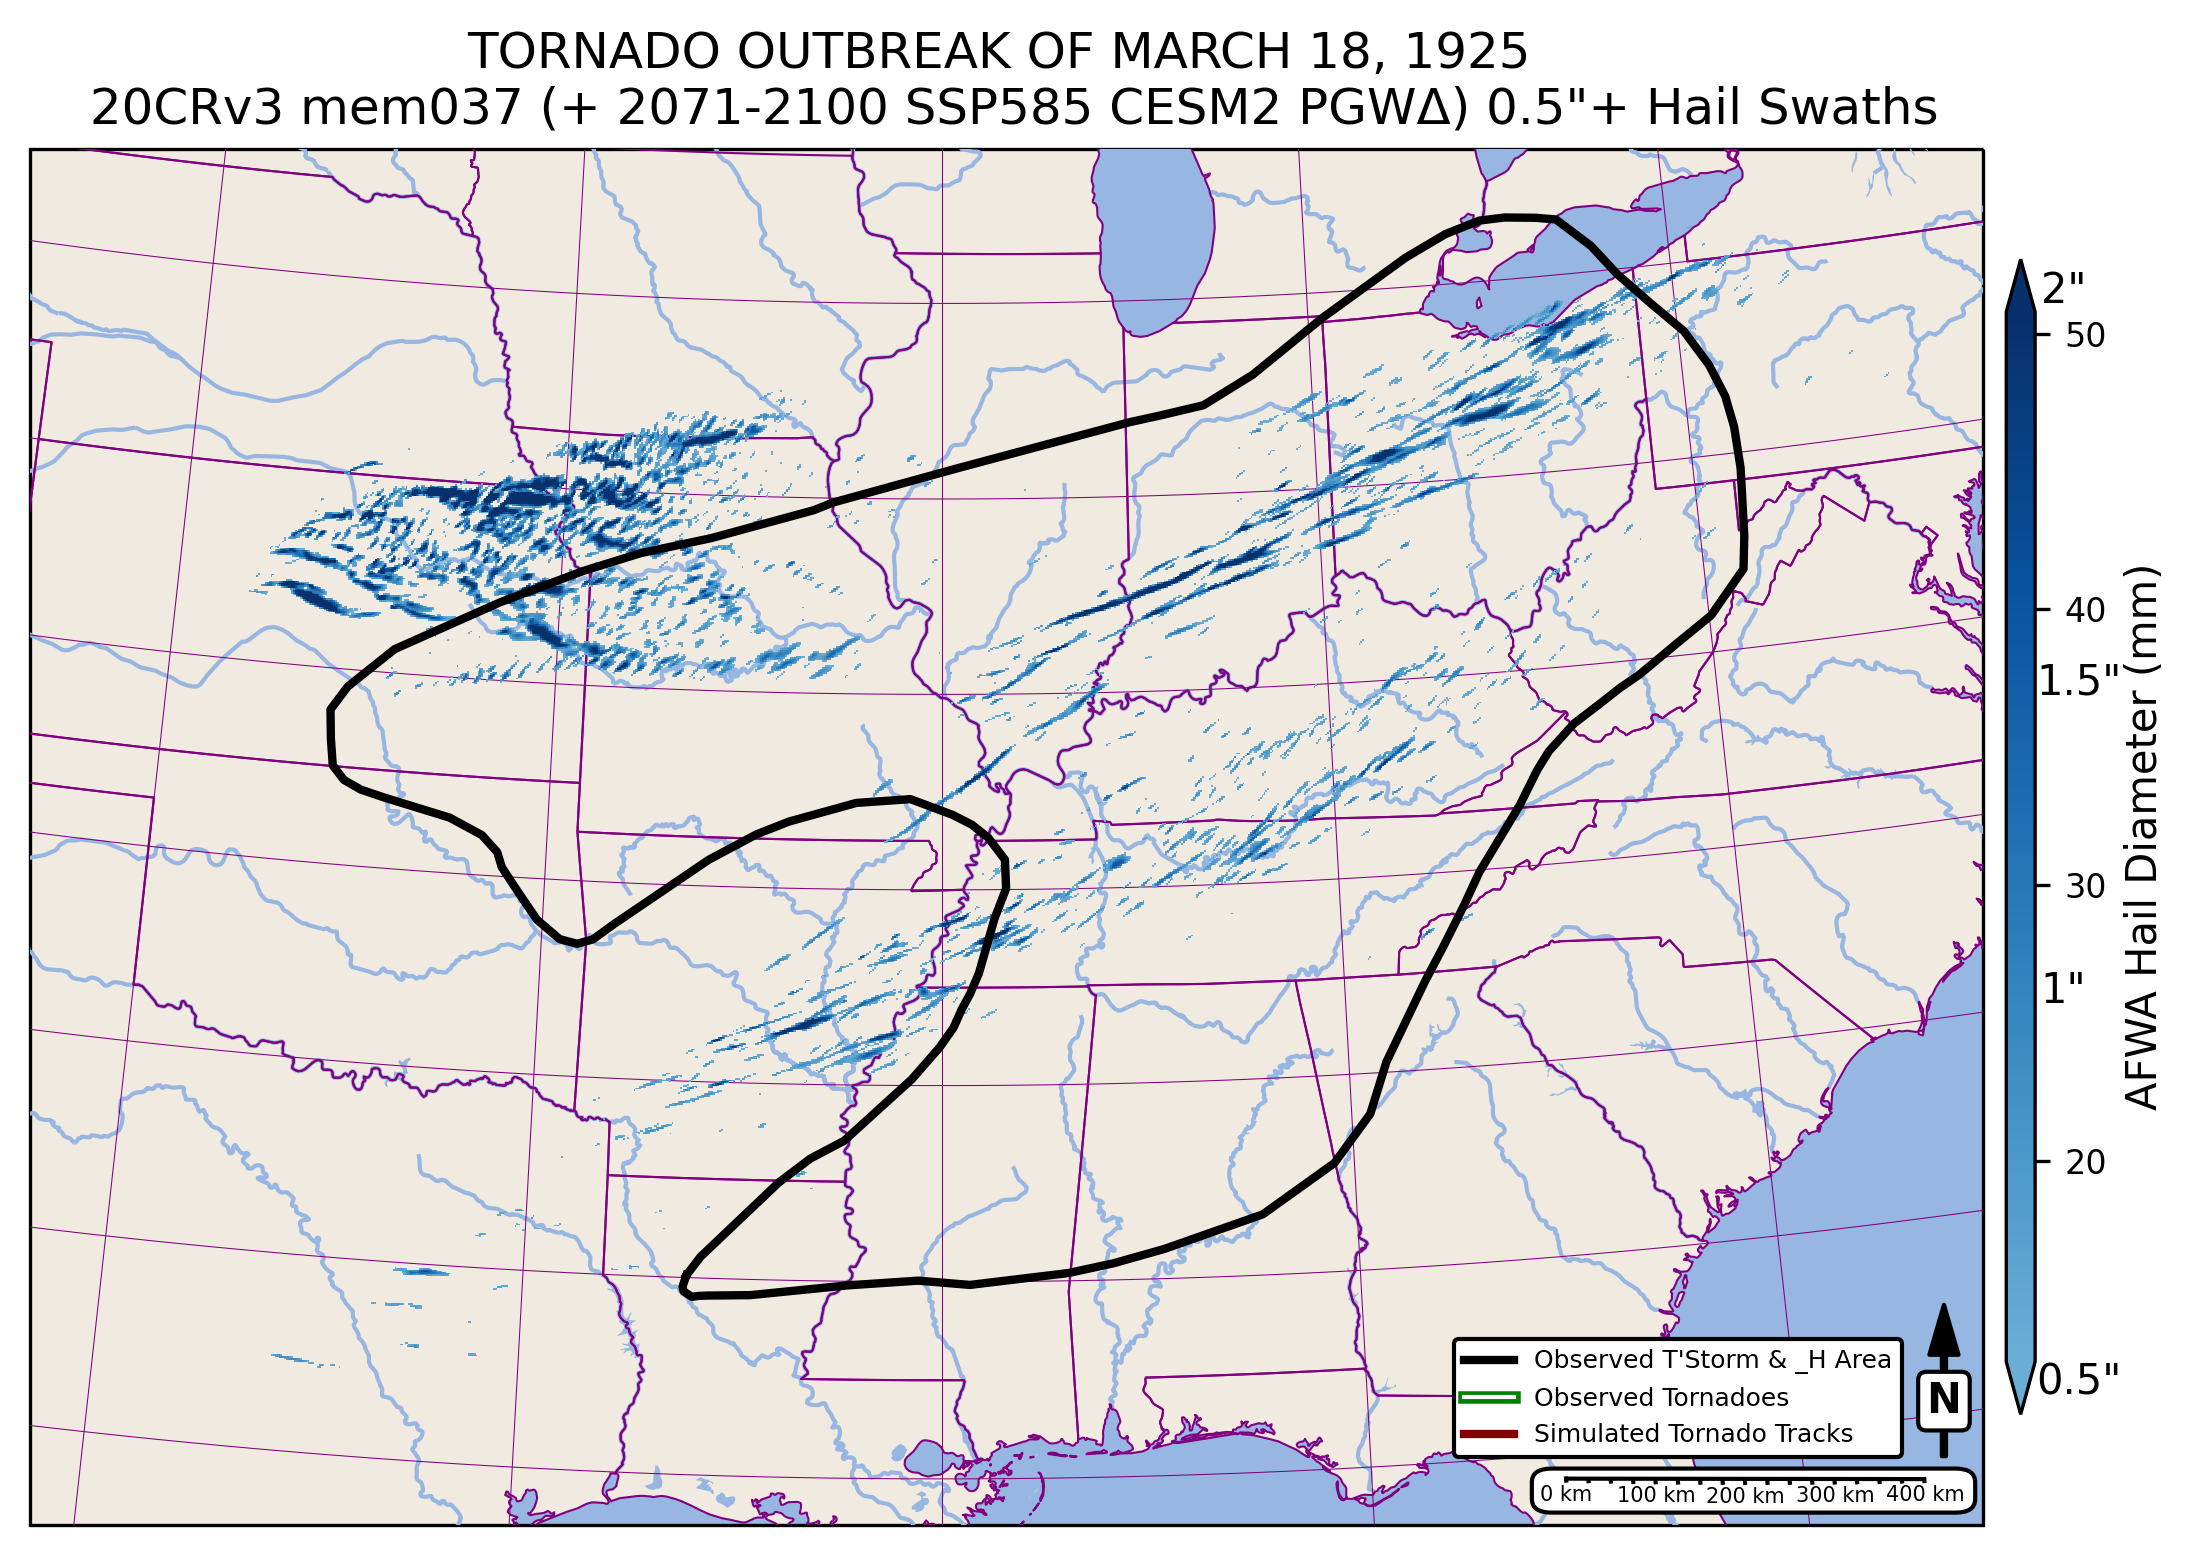 TORNADO OUTBREAK OF MARCH 18, 1925
20CRv3 mem037 (+ 2071-2100 SSP585 CESM2 PGWΔ) 0.5"+ Hail Swaths
2"
50
40
1.5"
30
1"
20
0.5"
AFWA Hail Diameter (mm)
Observed T'Storm & _H Area
Observed Tornadoes
Simulated Tornado Tracks
N
0 km 100 km 200 km 300 km 400 km